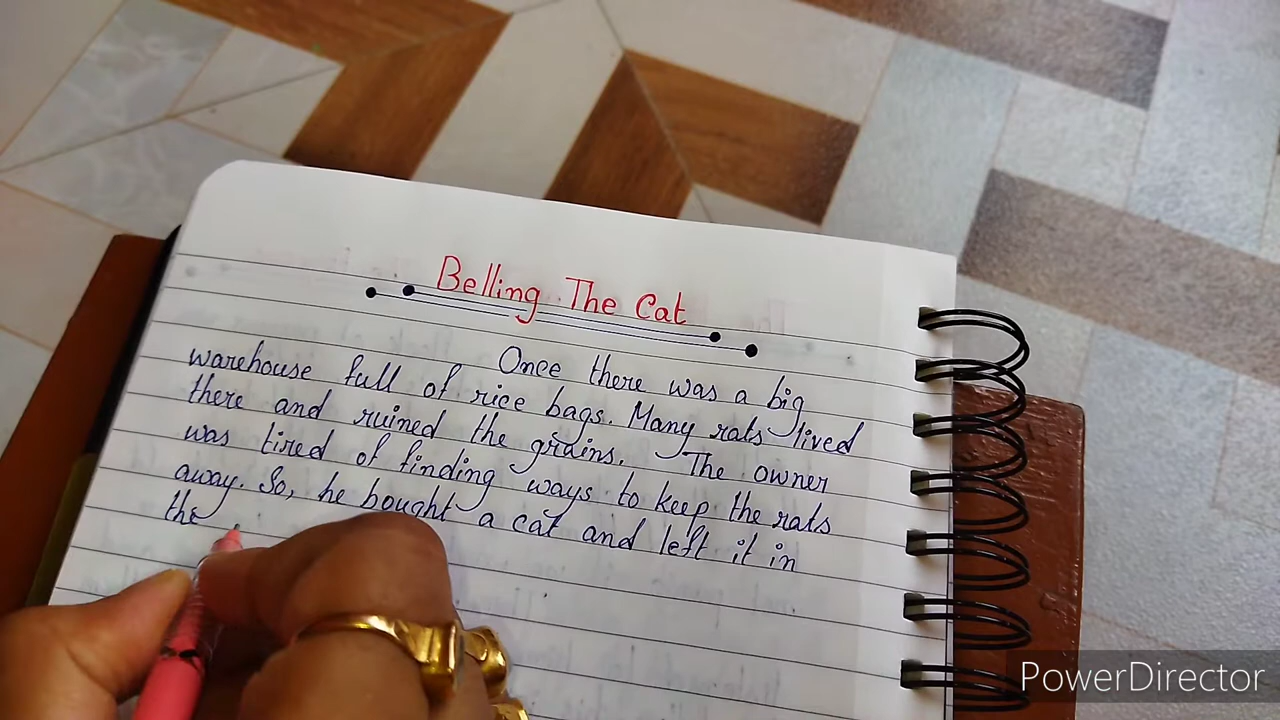 Belling The Cat
Once there was a big
warehouse full of rice bags. Many rats lived
there and ruined the grains. The owner
was tired of finding ways to keep the rats
away. So, he bought a cat and left it in
the
PowerDirector